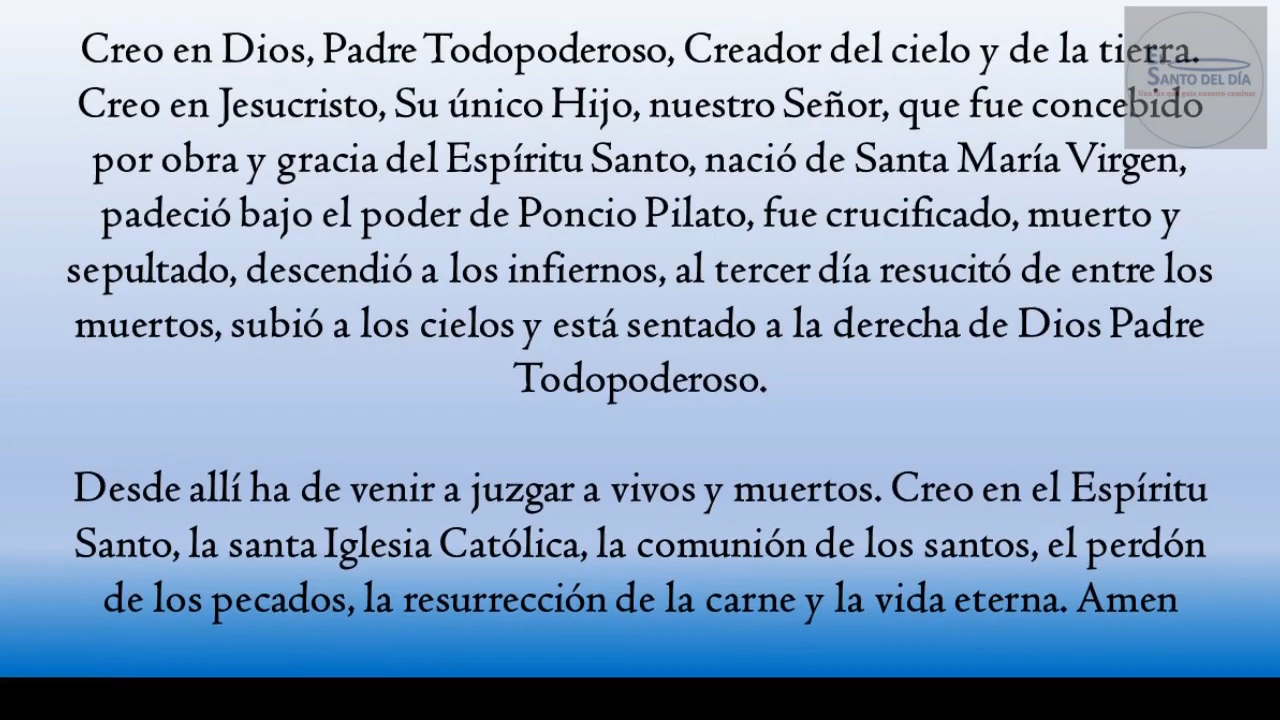 Creo en Dios, Padre Todopoderoso, Creador del cielo y de la tierra.
Creo en Jesucristo, Su único Hijo, nuestro Señor, que fue concebido
por obra y gracia del Espíritu Santo, nació de Santa María Virgen,
padeció bajo el poder de Poncio Pilato, fue crucificado, muerto y
sepultado, descendió a los infiernos, al tercer día resucitó de entre los
muertos, subió a los cielos y está sentado a la derecha de Dios Padre
Todopoderoso.
Desde allí ha de venir a juzgar a vivos y muertos. Creo en el Espíritu
Santo, la santa Iglesia Católica, la comunión de los santos, el perdón
de los pecados, la resurrección de la carne y la vida eterna. Amen
SANTO DEL DÍA